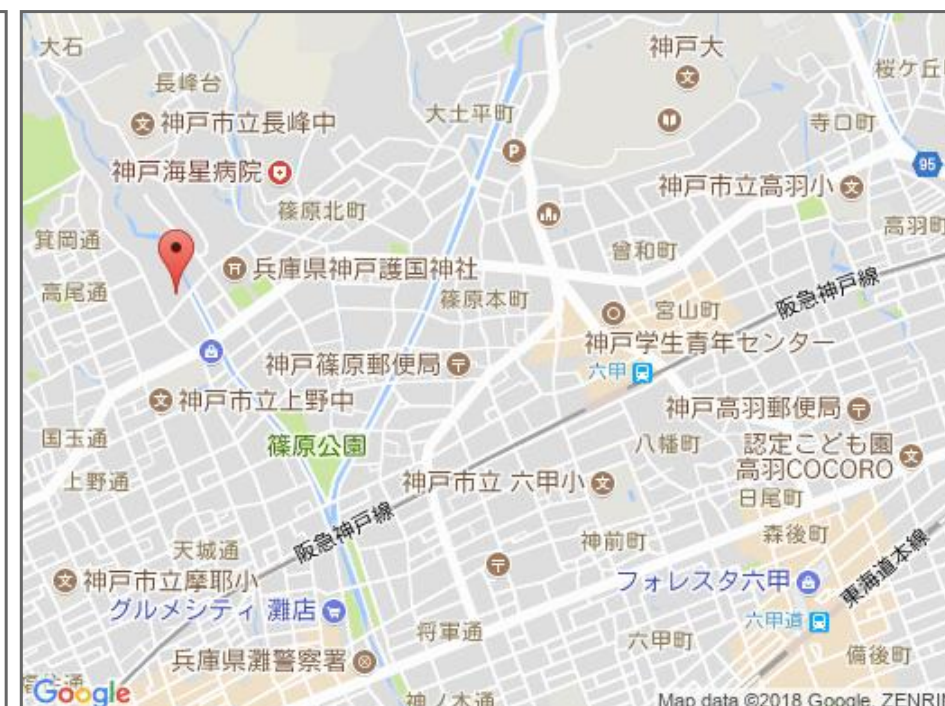 大石
神戸大
長峰台
桜ケ丘
大土平町
神戸市立長峰中
寺口町
P
95
神戸海星病院
神戸市立高羽小
篠原北町
高羽町
箕岡通
曾和町
兵庫県神戸護国神社
阪急神戸線
高尾通
篠原本町
宮山町
神戸学生青年センター
神戸篠原郵便局
六甲
神戸市立上野中
神戸高羽郵便局
国玉通
篠原公園
八幡町
認定こども園
高羽COCORO
上野通
神戸市立 六甲小
日尾町
阪急神戸線
神前町
森後町
天城通
東海道本線
神戸市立摩耶小
フォレスタ六甲
グルメシティ 灘店
六甲道
将軍通
六甲町
備後町
兵庫県灘警察署
Google
神ノ木通
Map data ©2018 Google, ZENRIN